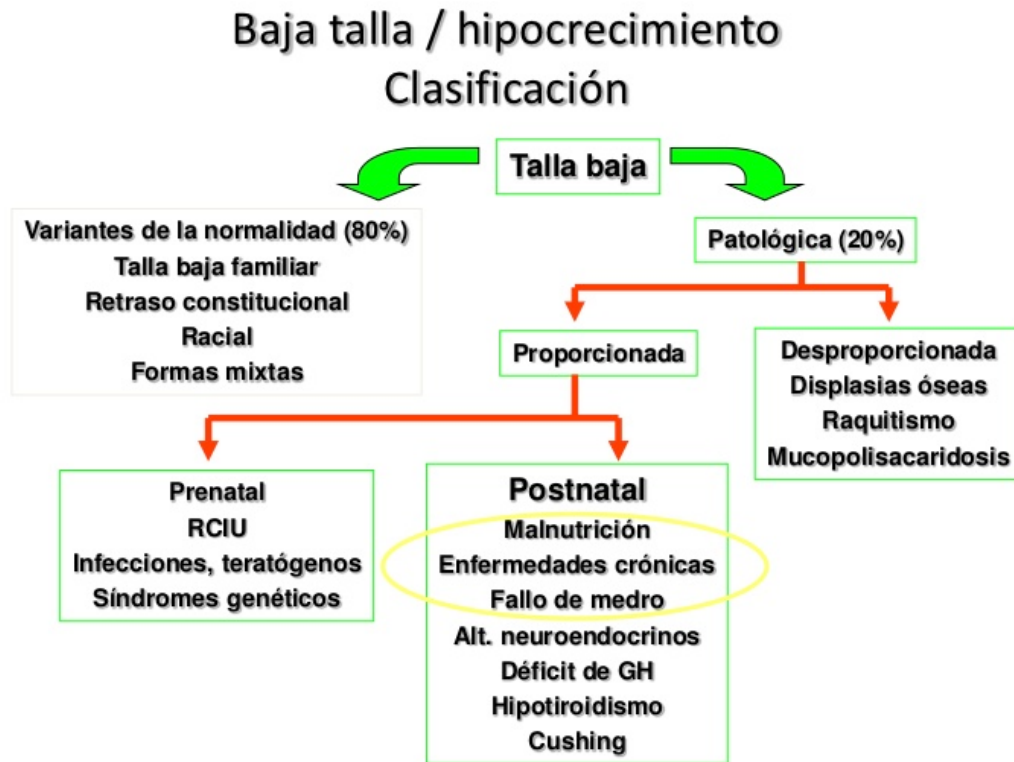 Baja talla / hipocrecimiento
Clasificación
Talla baja
Variantes de la normalidad (80%)
Talla baja familiar
Retraso constitucional
Racial
Formas mixtas
Patológica (20%)
Proporcionada
Desproporcionada
Displasias óseas
Raquitismo
Mucopolisacaridosis
Prenatal
RCIU
Infecciones, teratógenos
Síndromes genéticos
Postnatal
Malnutrición
Enfermedades crónicas
Fallo de medro
Alt. neuroendocrinos
Déficit de GH
Hipotiroidismo
Cushing